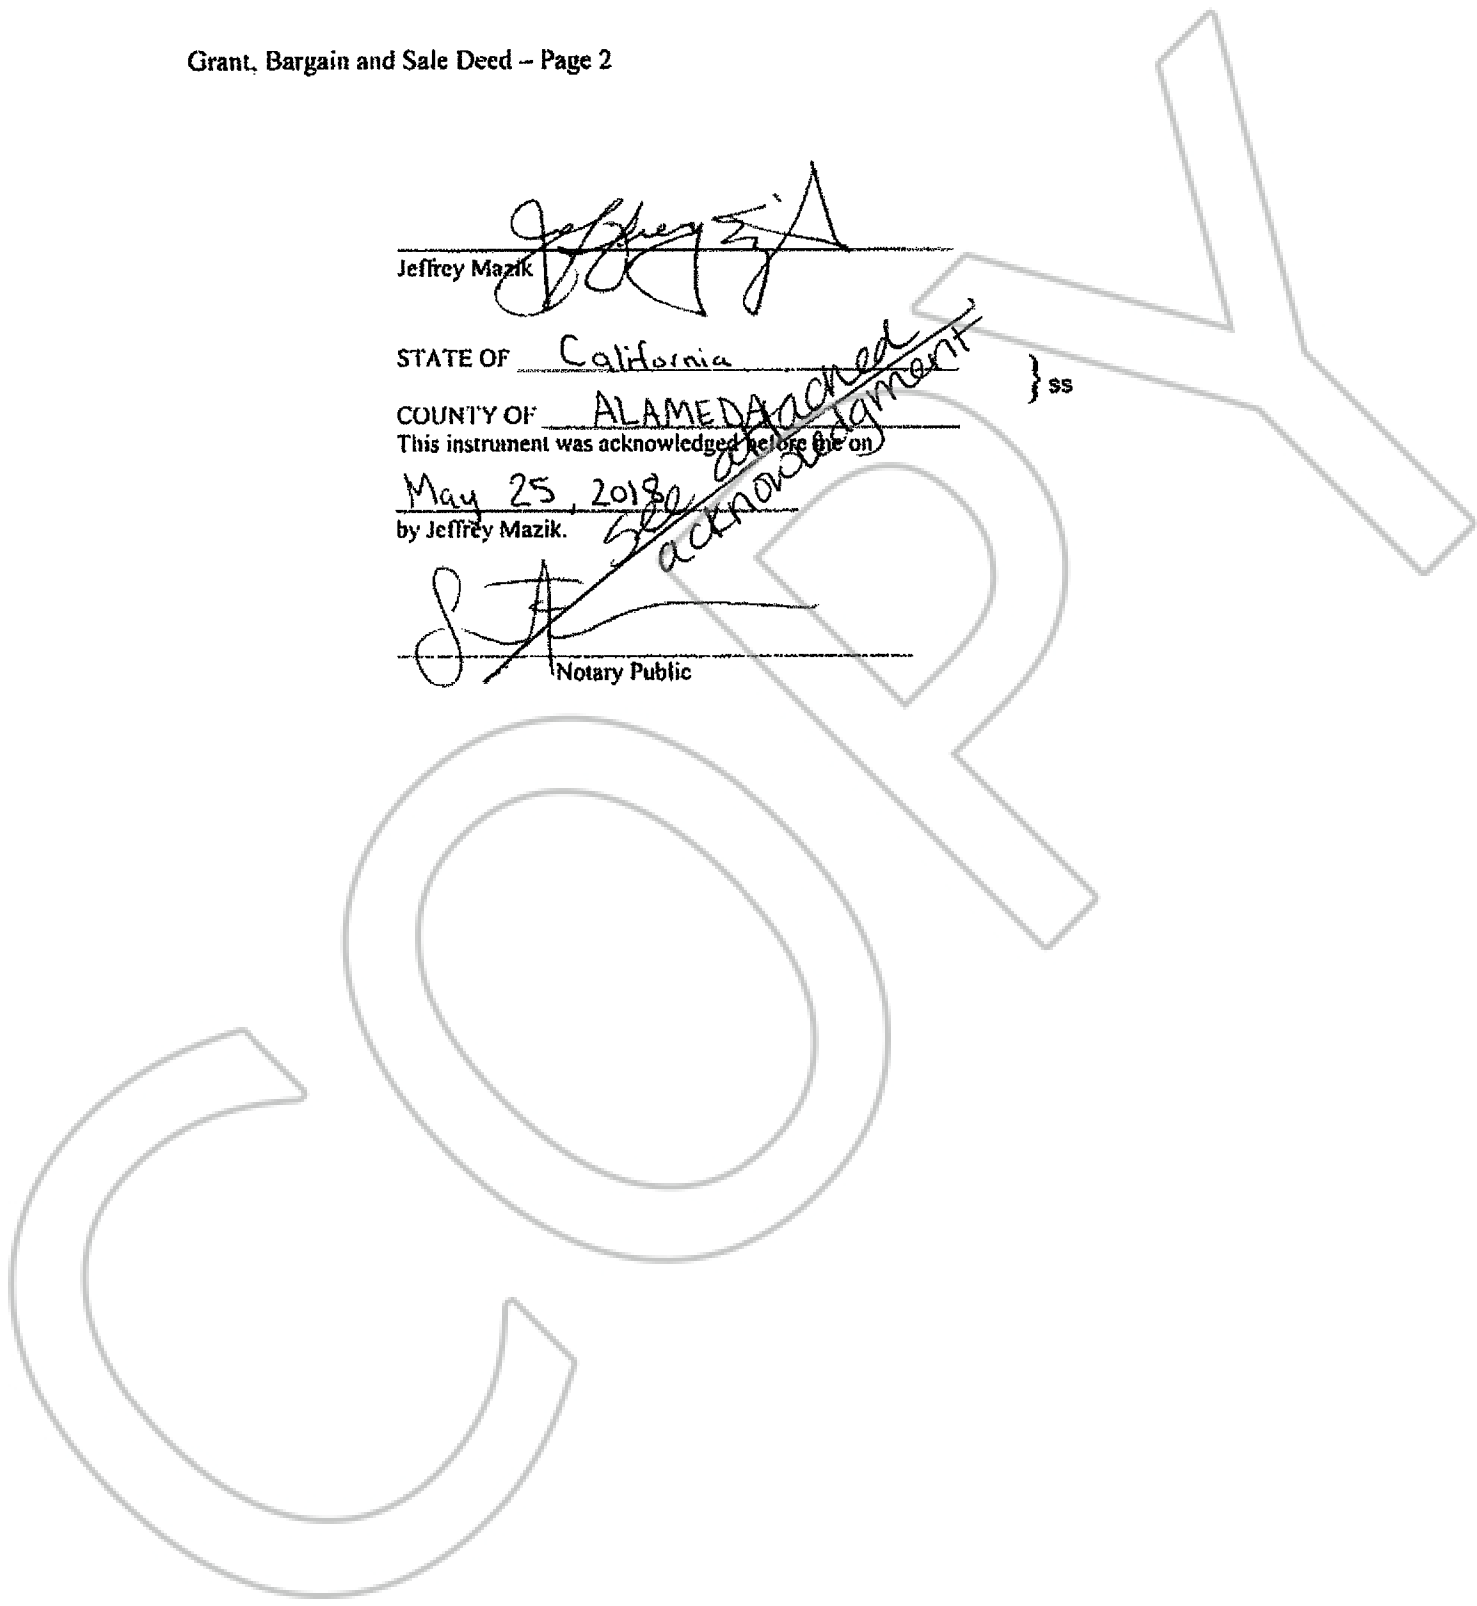 Grant, Bargain and Sale Deed – Page 2
Jeffrey
Jeffrey Mazik
STATE OF California
} ss
COUNTY OF ALAMEDA
This instrument was acknowledged before me on
May 25, 2018
by Jeffrey Mazik.
See attached
acknowledgment
Notary Public
COPY